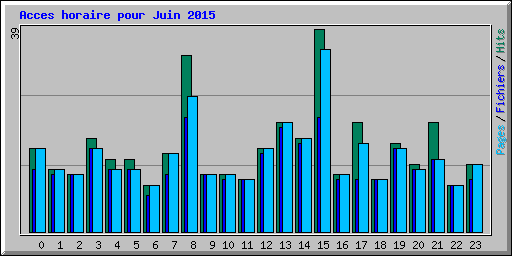 Acces horaire pour Juin 2015
39
Pages / Fichiers / Hits
0 1 2 3 4 5 6 7 8 9 10 11 12 13 14 15 16 17 18 19 20 21 22 23